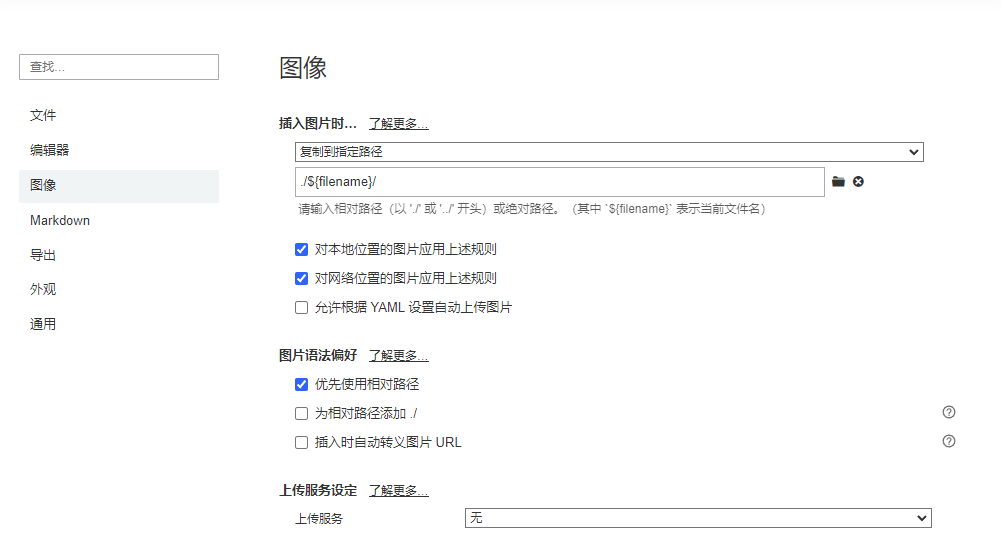 查找...
文件
编辑器
图像
Markdown
导出
外观
通用
图像
插入图片时... 了解更多...
复制到指定路径
./${filename}/
请输入相对路径（以 './' 或 '../' 开头）或绝对路径。（其中 `${filename}` 表示当前文件名）
对本地位置的图片应用上述规则
对网络位置的图片应用上述规则
允许根据 YAML 设置自动上传图片
图片语法偏好 了解更多...
优先使用相对路径
为相对路径添加 ./
插入时自动转义图片 URL
上传服务设定 了解更多...
上传服务 无